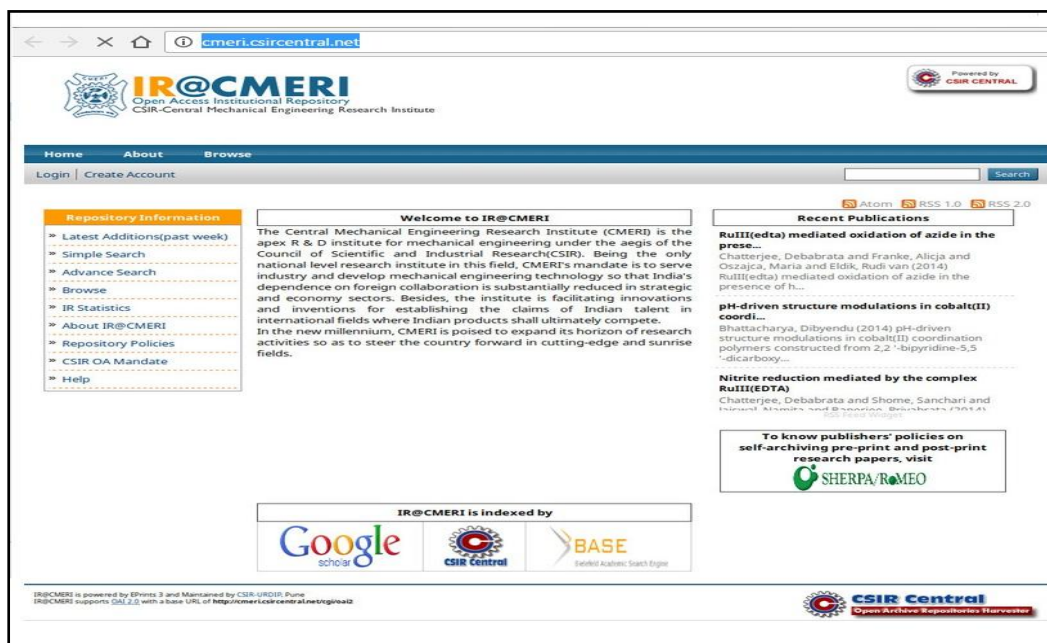 cmeri.csircentral.net
IR@CMERI
Open Access Institutional Repository
CSIR-Central Mechanical Engineering Research Institute
Powered by
CSIR CENTRAL
Home About Browse
Login | Create Account
Search
Atom RSS 1.0 RSS 2.0
Repository Information
» Latest Additions(past week)
» Simple Search
» Advance Search
» Browse
» IR Statistics
» About IR@CMERI
» Repository Policies
» CSIR OA Mandate
» Help
Welcome to IR@CMERI
The Central Mechanical Engineering Research Institute (CMERI) is the
apex R & D institute for mechanical engineering under the aegis of the
Council of Scientific and Industrial Research(CSIR). Being the only
national level research institute in this field, CMERI's mandate is to serve
industry and develop mechanical engineering technology so that India's
dependence on foreign collaboration is substantially reduced in strategic
and economy sectors. Besides, the institute is facilitating innovations
and inventions for establishing the claims of Indian talent in
international fields where Indian products shall ultimately compete.
In the new millennium, CMERI is poised to expand its horizon of research
activities so as to steer the country forward in cutting-edge and sunrise
fields.
Recent Publications
RuIII(edta) mediated oxidation of azide in the
prese...
Chatterjee, Debabrata and Franke, Alicja and
Oszajca, Maria and Eldik, Rudi van (2014)
RuIII(edta) mediated oxidation of azide in the
presence of h...
pH-driven structure modulations in cobalt(II)
coordi...
Bhattacharya, Dibyendu (2014) pH-driven
structure modulations in cobalt(II) coordination
polymers constructed from 2,2 '-bipyridine-5,5
'-dicarboxy...
Nitrite reduction mediated by the complex
RuIII(EDTA)
Chatterjee, Debabrata and Shome, Sanchari and
Jaiswal, Namita and Banerjee, Priyabrata (2014)
RSS Feed Widget
To know publishers' policies on
self-archiving pre-print and post-print
research papers, visit
SHERPA/RoMEO
IR@CMERI is indexed by
Google
scholar
CSIR Central
BASE
Bielefeld Academic Search Engine
IR@CMERI is powered by EPrints 3 and Maintained by CSIR-URDIP, Pune
IR@CMERI supports OAI 2.0 with a base URL of http://cmeri.csircentral.net/cgi/oai2
CSIR Central
Open Archive Repositories Harvester